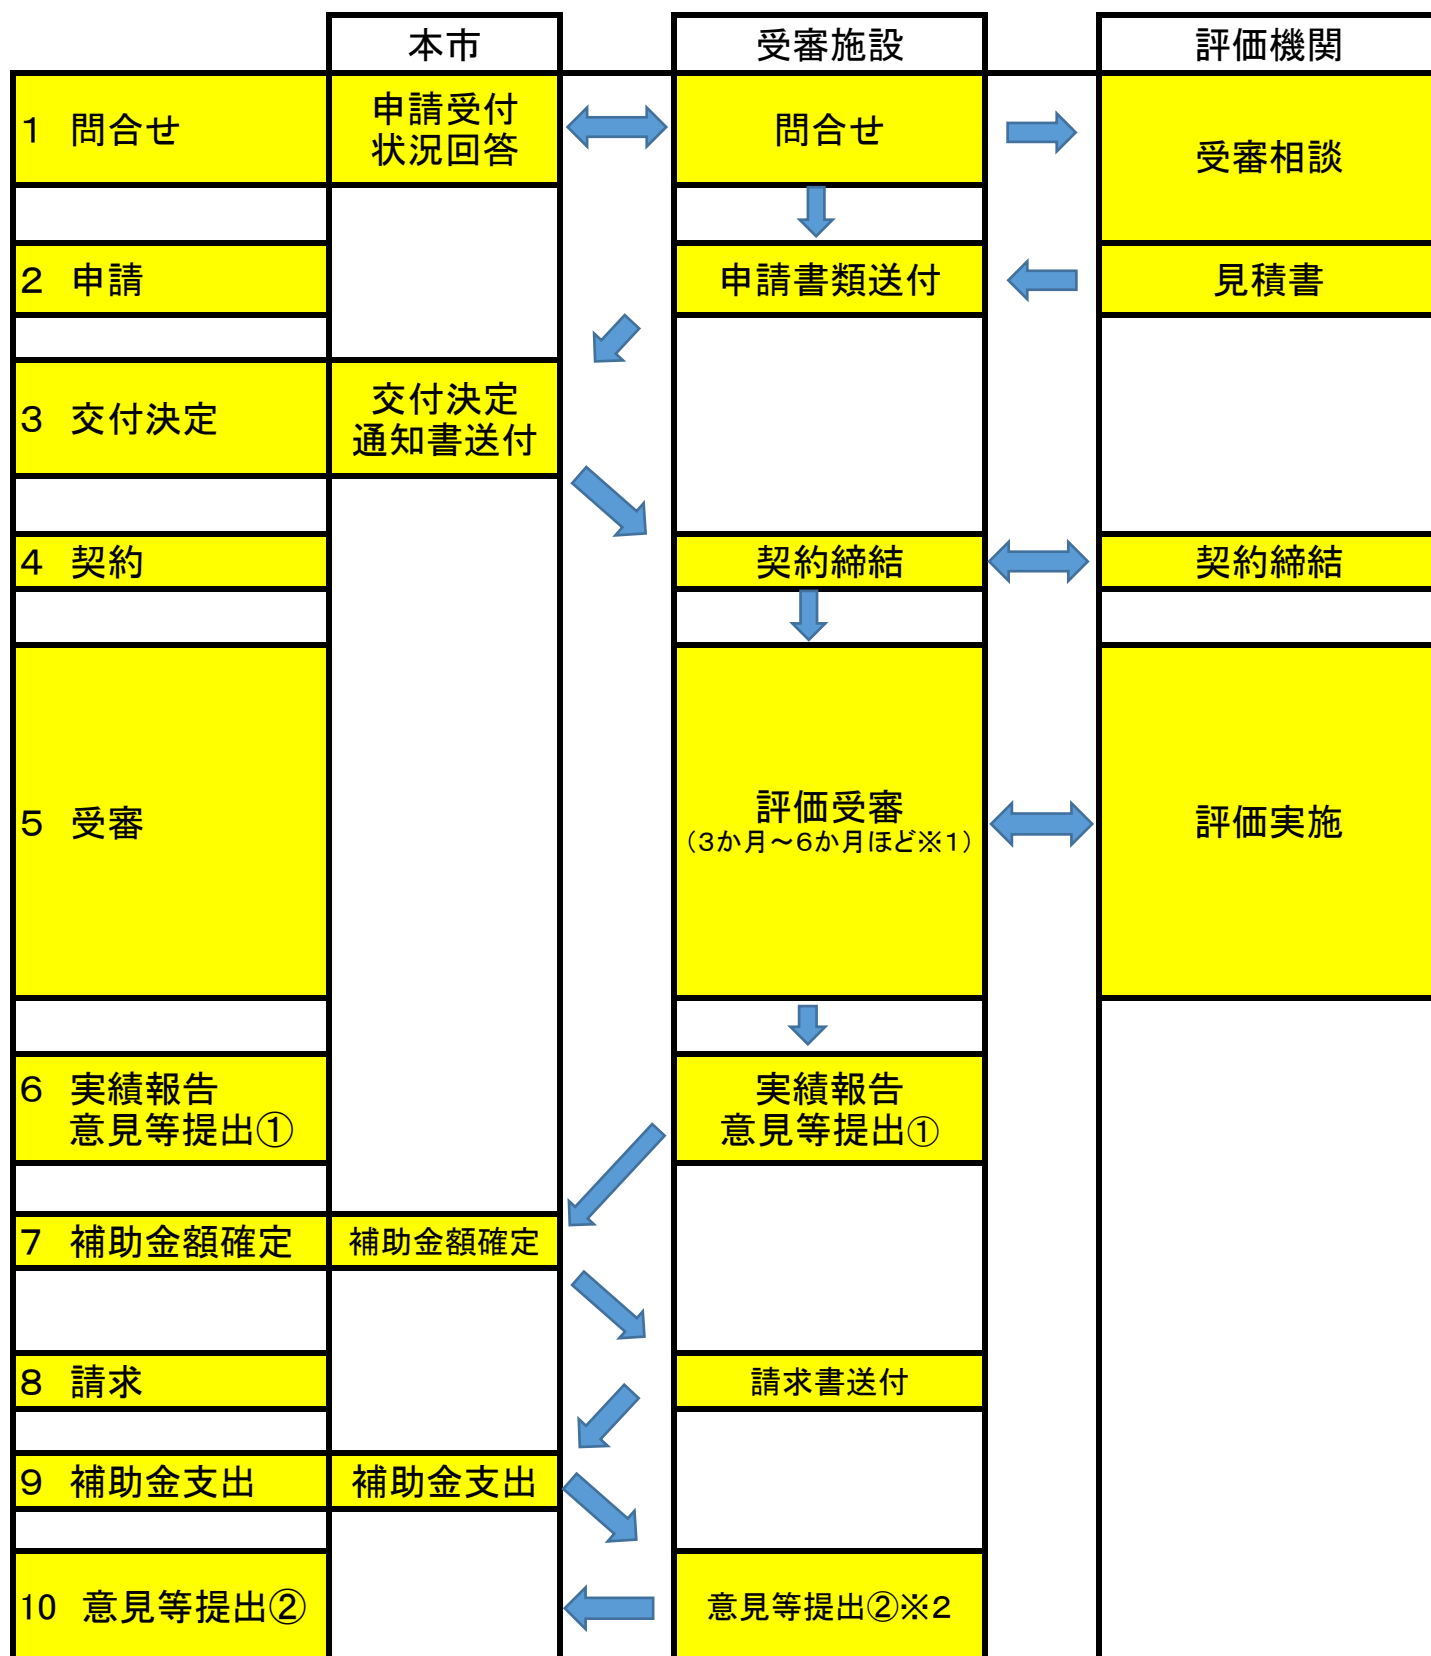 本市
受審施設
評価機関
１　問合せ
申請受付
状況回答
問合せ
受審相談
２　申請
申請書類送付
見積書
３　交付決定
交付決定
通知書送付
４　契約
契約締結
契約締結
５　受審
評価受審
（３か月～６か月ほど※１）
評価実施
６　実績報告
意見等提出①
実績報告
意見等提出①
７　補助金額確定
補助金額確定
８　請求
請求書送付
９　補助金支出
補助金支出
10　意見等提出②
意見等提出②※２